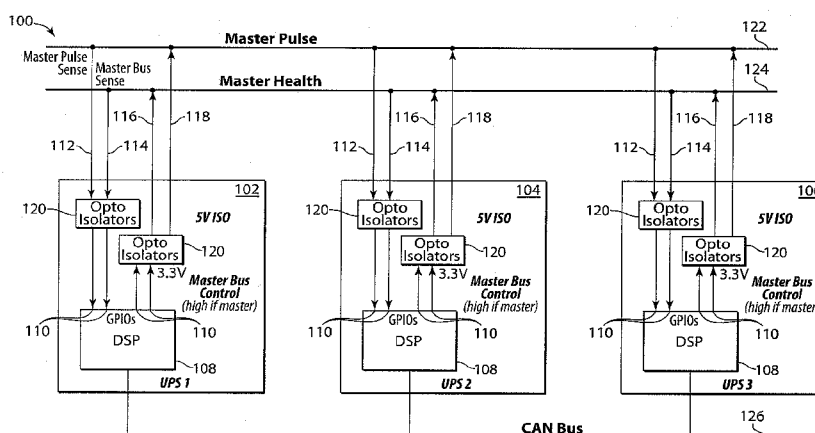 100
Master Pulse
122
Master Pulse
Sense
Master Bus
Sense
Master Health
124
116
118
116
118
116
118
112
114
112
114
112
114
102
104
120
Opto
Isolators
5V ISO
120
Opto
Isolators
3.3V
Master Bus
Control
(high if master)
110
GPIOs
110
DSP
108
UPS 1
120
Opto
Isolators
5V ISO
120
Opto
Isolators
3.3V
Master Bus
Control
(high if master)
110
GPIOs
110
DSP
108
UPS 2
120
Opto
Isolators
5V ISO
120
Opto
Isolators
3.3V
Master Bus
Control
(high if master
110
GPIOs
110
DSP
108
UPS 3
CAN Bus
126